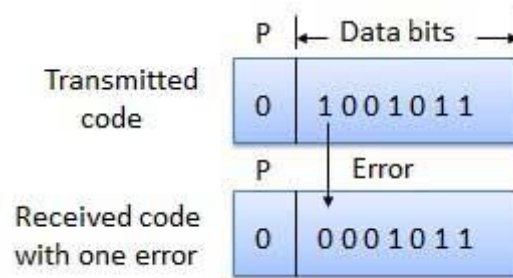 P Data bits
Transmitted
code
0 1001011
P Error
Received code
with one error
0 0001011